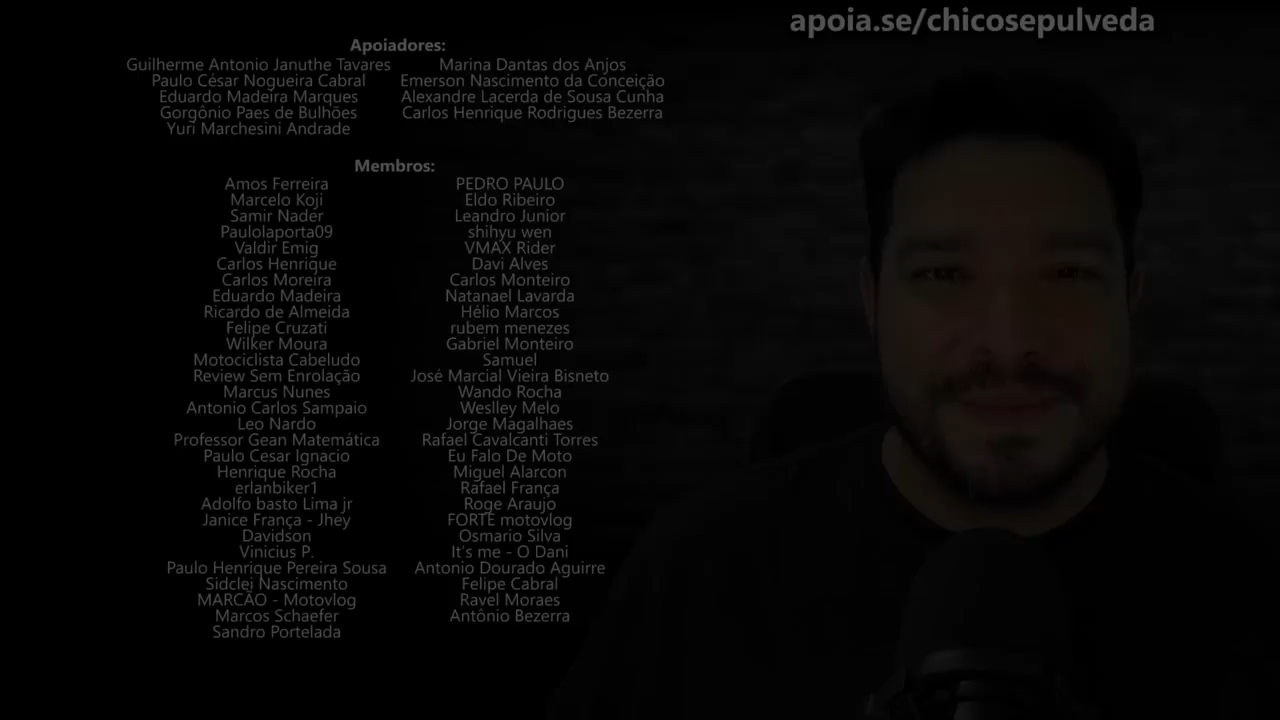 apoia.se/chicosepulveda
Apoiadores:
Guilherme Antonio Januthe Tavares
Paulo César Nogueira Cabral
Eduardo Madeira Marques
Gorgônio Paes de Bulhões
Yuri Marchesini Andrade
Marina Dantas dos Anjos
Emerson Nascimento da Conceição
Alexandre Lacerda de Sousa Cunha
Carlos Henrique Rodrigues Bezerra
Membros:
Amos Ferreira
Marcelo Koji
Samir Nader
Paulolaporta09
Valdir Emig
Carlos Henrique
Carlos Moreira
Eduardo Madeira
Ricardo de Almeida
Felipe Cruzati
Wilker Moura
Motociclista Cabeludo
Review Sem Enrolação
Marcus Nunes
Antonio Carlos Sampaio
Leo Nardo
Professor Gean Matemática
Paulo Cesar Ignacio
Henrique Rocha
erlanbiker1
Adolfo basto Lima jr
Janice França - Jhey
Davidson
Vinicius P.
Paulo Henrique Pereira Sousa
Sidclei Nascimento
MARCÃO - Motovlog
Marcos Schaefer
Sandro Portelada
PEDRO PAULO
Eldo Ribeiro
Leandro Junior
shihyu wen
VMAX Rider
Davi Alves
Carlos Monteiro
Natanael Lavarda
Hélio Marcos
rubem menezes
Gabriel Monteiro
Samuel
José Marcial Vieira Bisneto
Wando Rocha
Weslley Melo
Jorge Magalhaes
Rafael Cavalcanti Torres
Eu Falo De Moto
Miguel Alarcon
Rafael França
Roge Araujo
FORTE motovlog
Osmario Silva
It's me - O Dani
Antonio Dourado Aguirre
Felipe Cabral
Ravel Moraes
Antônio Bezerra